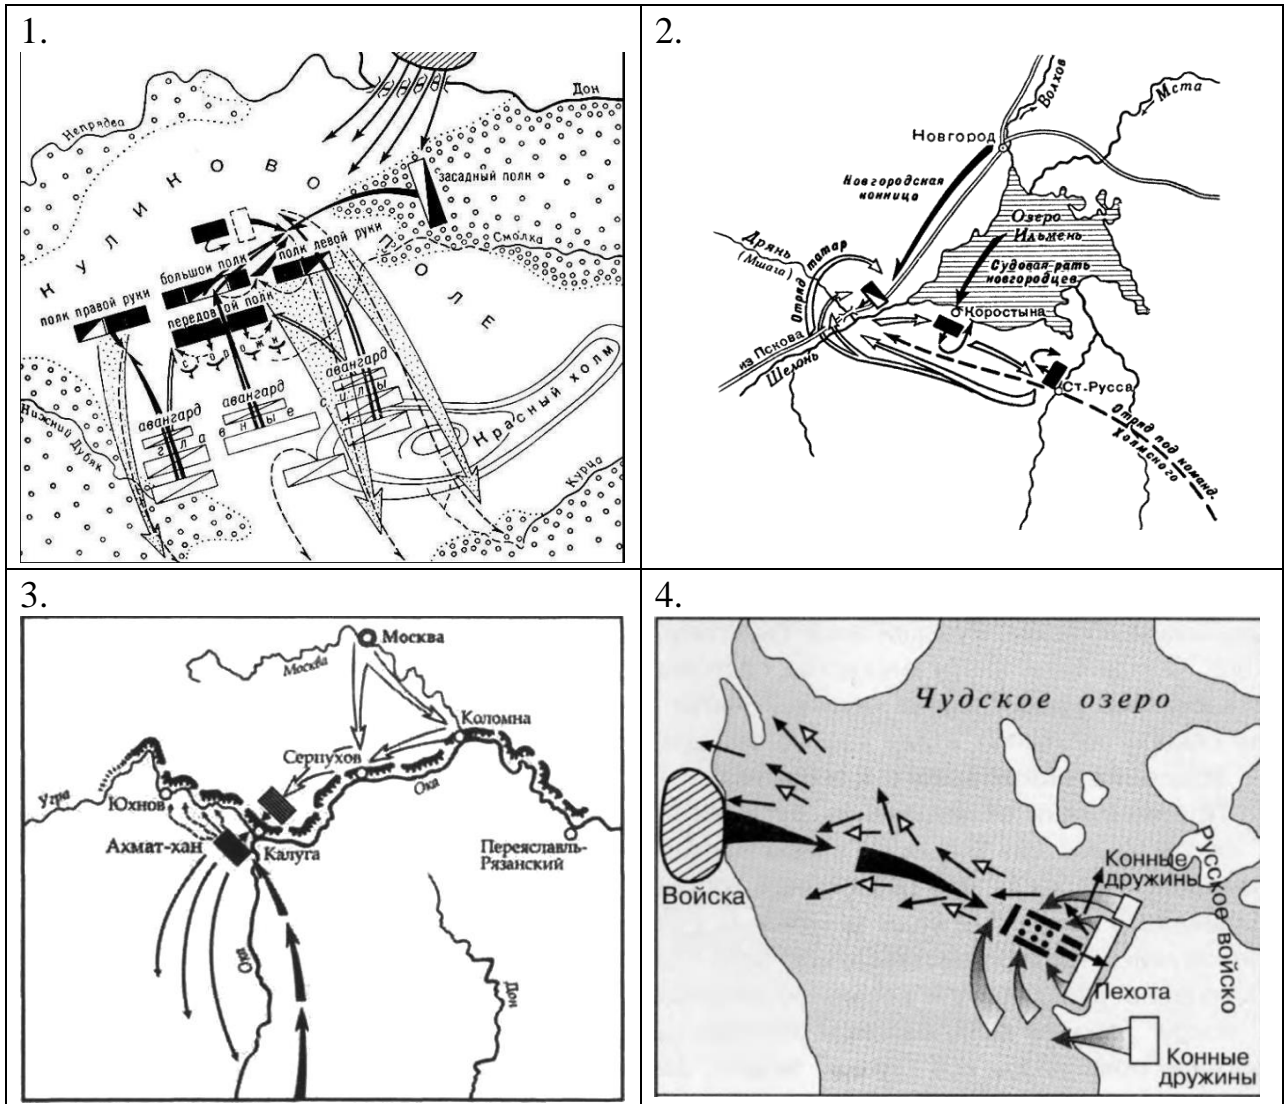 1.
Дон
Непрядва
КУЛИКОВО
ПОЛЕ
засадный полк
Смолка
полк левой руки
большой полк
полк правой руки
передовой полк
сторожи
авангард
авангард
авангард
главные силы
Красный холм
Нижний Дубяк
Курца
2.
Волхов
Мста
Новгород
Новгородская
конница
Озеро
Ильмень
Дрянь
(Мшага)
Отряд татар
Судовая рать
новгородцев
Коростына
из Пскова
Шелонь
Ст.Русса
Отряд под команд.
Холмского
3.
Москва
Москва
Коломна
Серпухов
Ока
Угра
Юхнов
Ахмат-хан
Калуга
Переяславль-
Рязанский
Ока
Дон
4.
Чудское озеро
Войска
Конные
дружины
Русское войско
Пехота
Конные
дружины